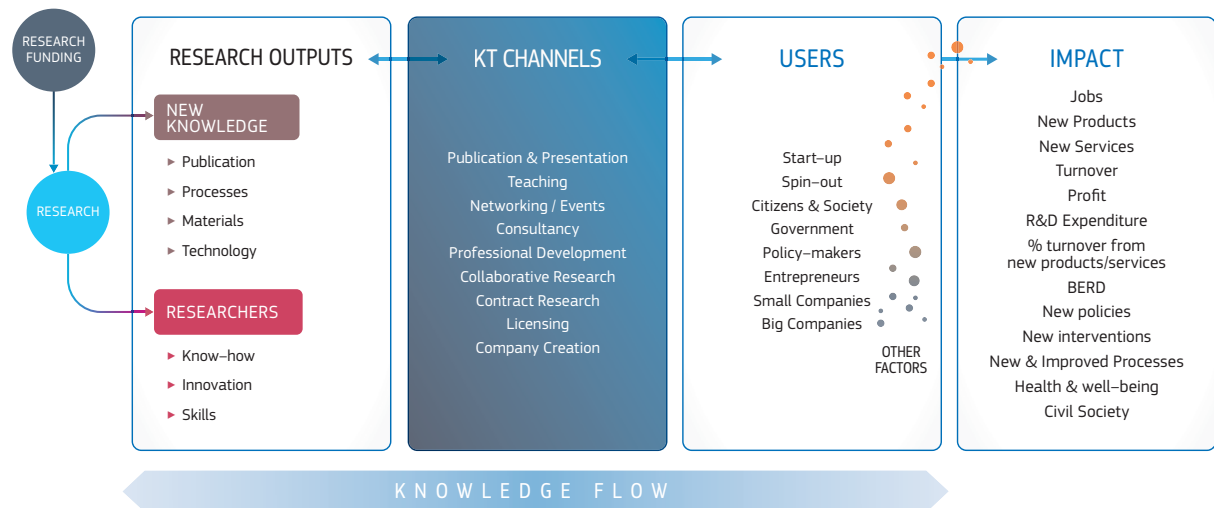 RESEARCH
FUNDING
RESEARCH
RESEARCH OUTPUTS
NEW
KNOWLEDGE
Publication
Processes
Materials
Technology
RESEARCHERS
Know–how
Innovation
Skills
KT CHANNELS
Publication & Presentation
Teaching
Networking / Events
Consultancy
Professional Development
Collaborative Research
Contract Research
Licensing
Company Creation
USERS
Start–up
Spin–out
Citizens & Society
Government
Policy–makers
Entrepreneurs
Small Companies
Big Companies
OTHER
FACTORS
IMPACT
Jobs
New Products
New Services
Turnover
Profit
R&D Expenditure
% turnover from
new products/services
BERD
New policies
New interventions
New & Improved Processes
Health & well–being
Civil Society
KNOWLEDGE FLOW